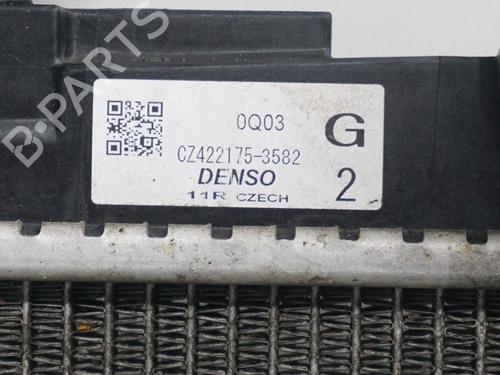 B-PARTS
0Q03
G
CZ422175-3582
DENSO
2
11R CZECH